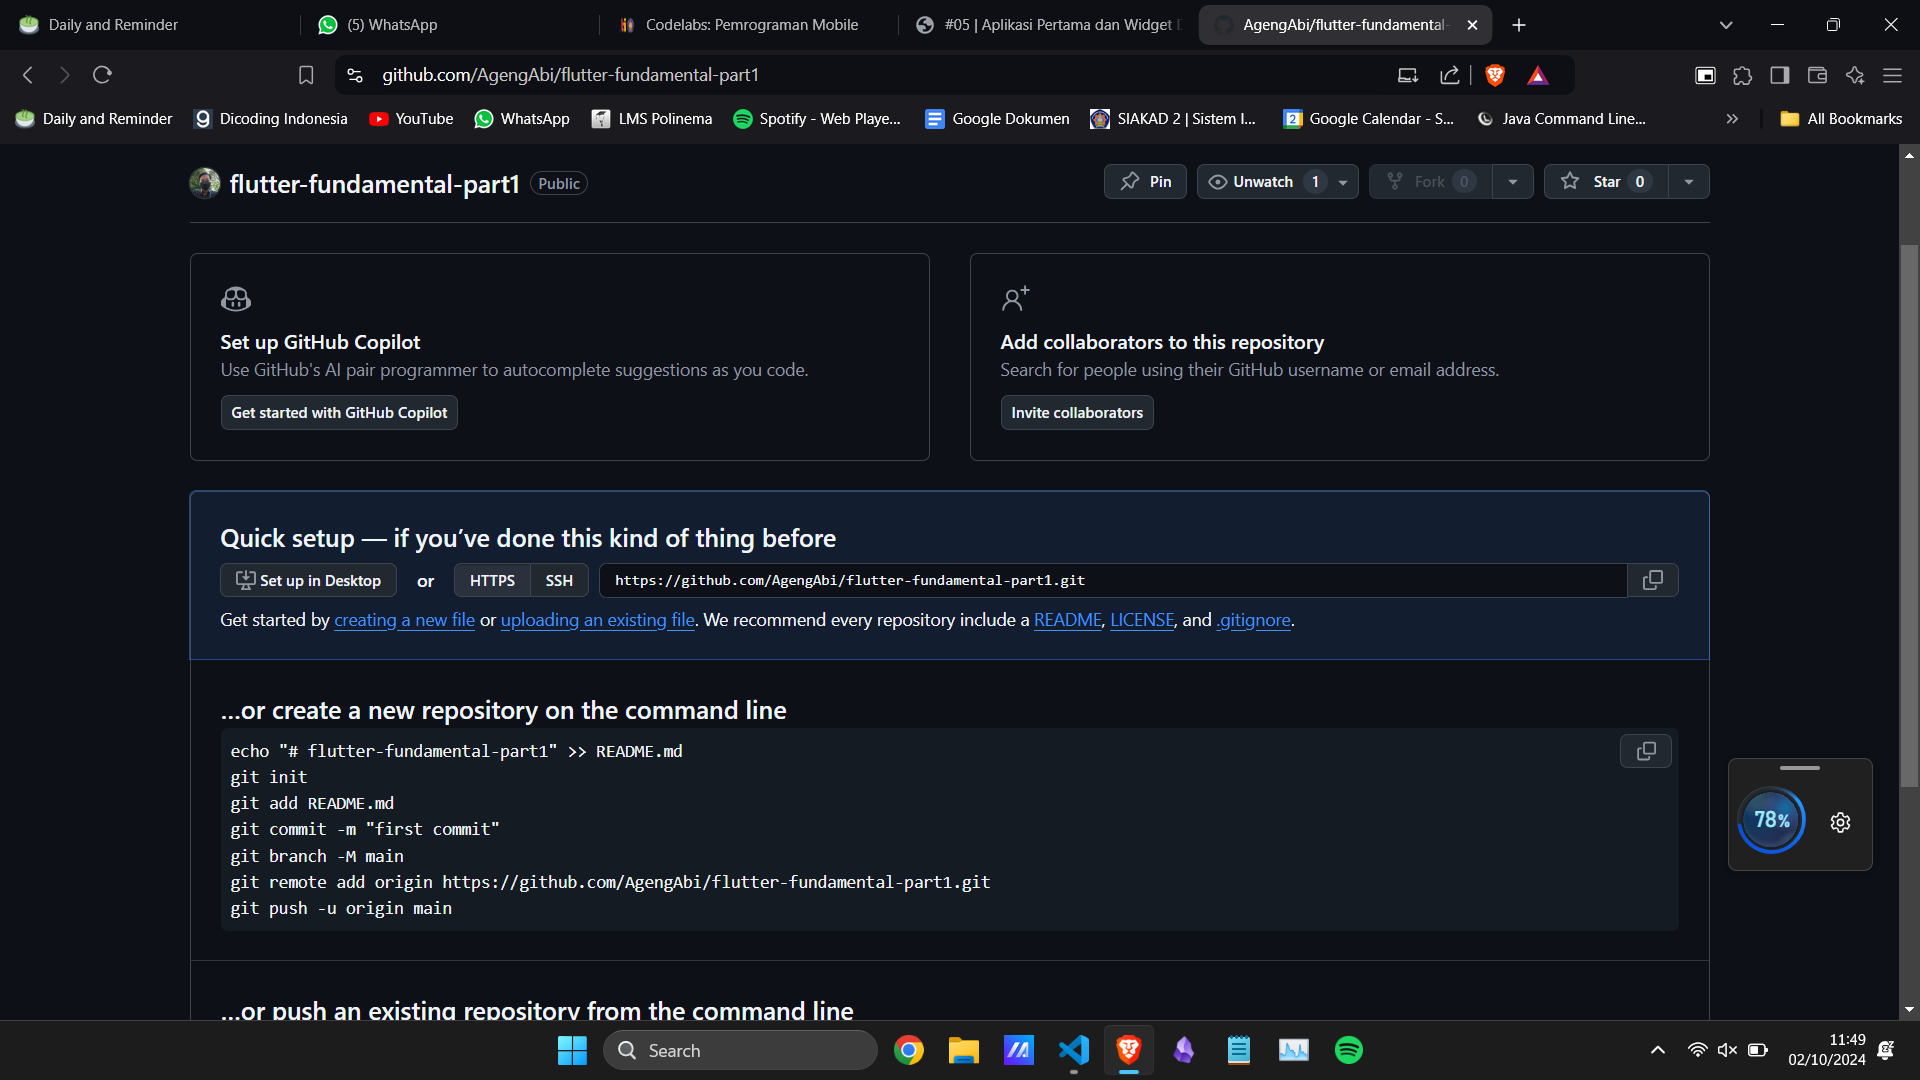 Daily and Reminder
(5) WhatsApp
Codelabs: Pemrograman Mobile
#05 | Aplikasi Pertama dan Widget
AgengAbi/flutter-fundamental-
github.com/AgengAbi/flutter-fundamental-part1
Daily and Reminder
Dicoding Indonesia
YouTube
WhatsApp
LMS Polinema
Spotify - Web Playe...
Google Dokumen
SIAKAD 2 | Sistem I...
2
Google Calendar - S...
Java Command Line...
All Bookmarks
flutter-fundamental-part1 Public
Pin
Unwatch 1
Fork 0
Star 0
Set up GitHub Copilot
Use GitHub's AI pair programmer to autocomplete suggestions as you code.
Get started with GitHub Copilot
Add collaborators to this repository
Search for people using their GitHub username or email address.
Invite collaborators
Quick setup — if you’ve done this kind of thing before
Set up in Desktop or HTTPS SSH https://github.com/AgengAbi/flutter-fundamental-part1.git
Get started by creating a new file or uploading an existing file. We recommend every repository include a README, LICENSE, and .gitignore.
…or create a new repository on the command line
echo "# flutter-fundamental-part1" >> README.md
git init
git add README.md
git commit -m "first commit"
git branch -M main
git remote add origin https://github.com/AgengAbi/flutter-fundamental-part1.git
git push -u origin main
78%
…or push an existing repository from the command line
Search
11:49
02/10/2024